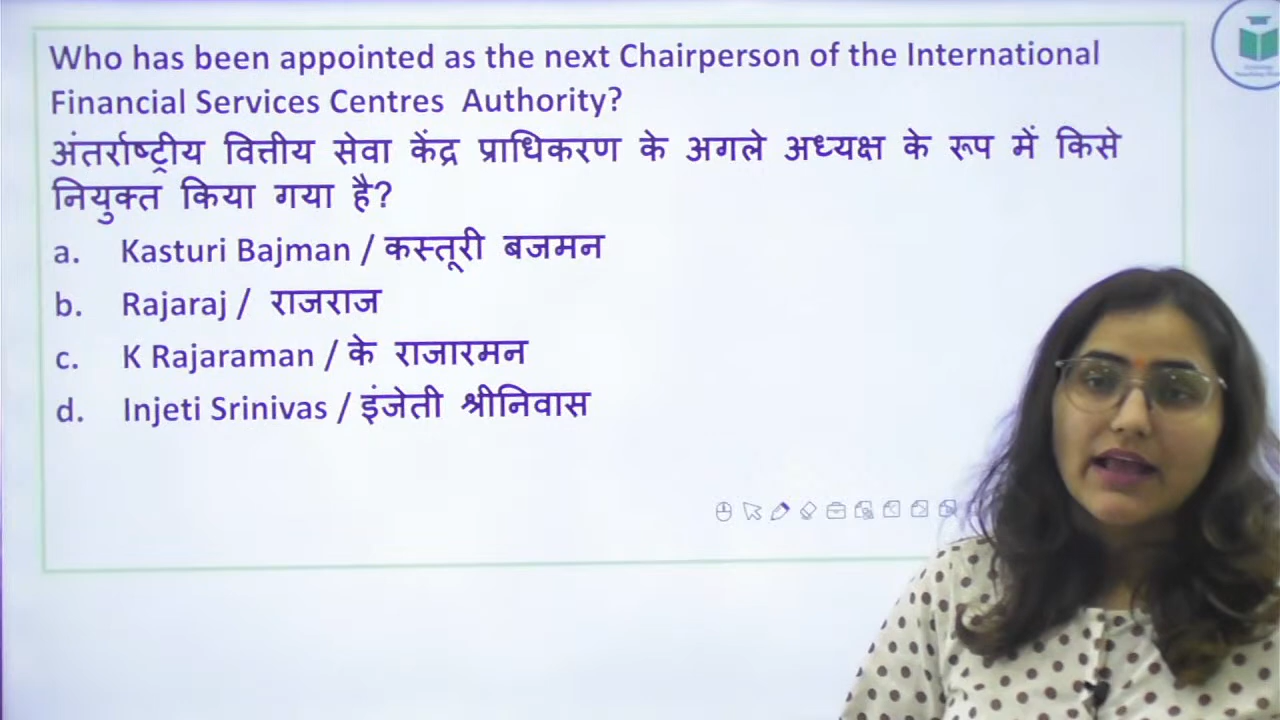 Who has been appointed as the next Chairperson of the International
Financial Services Centres Authority?
अंतर्राष्ट्रीय वित्तीय सेवा केंद्र प्राधिकरण के अगले अध्यक्ष के रूप में किसे
नियुक्त किया गया है?
a. Kasturi Bajman / कस्तूरी बजमन
b. Rajaraj / राजराज
c. K Rajaraman / के राजारमन
d. Injeti Srinivas / इंजेती श्रीनिवास